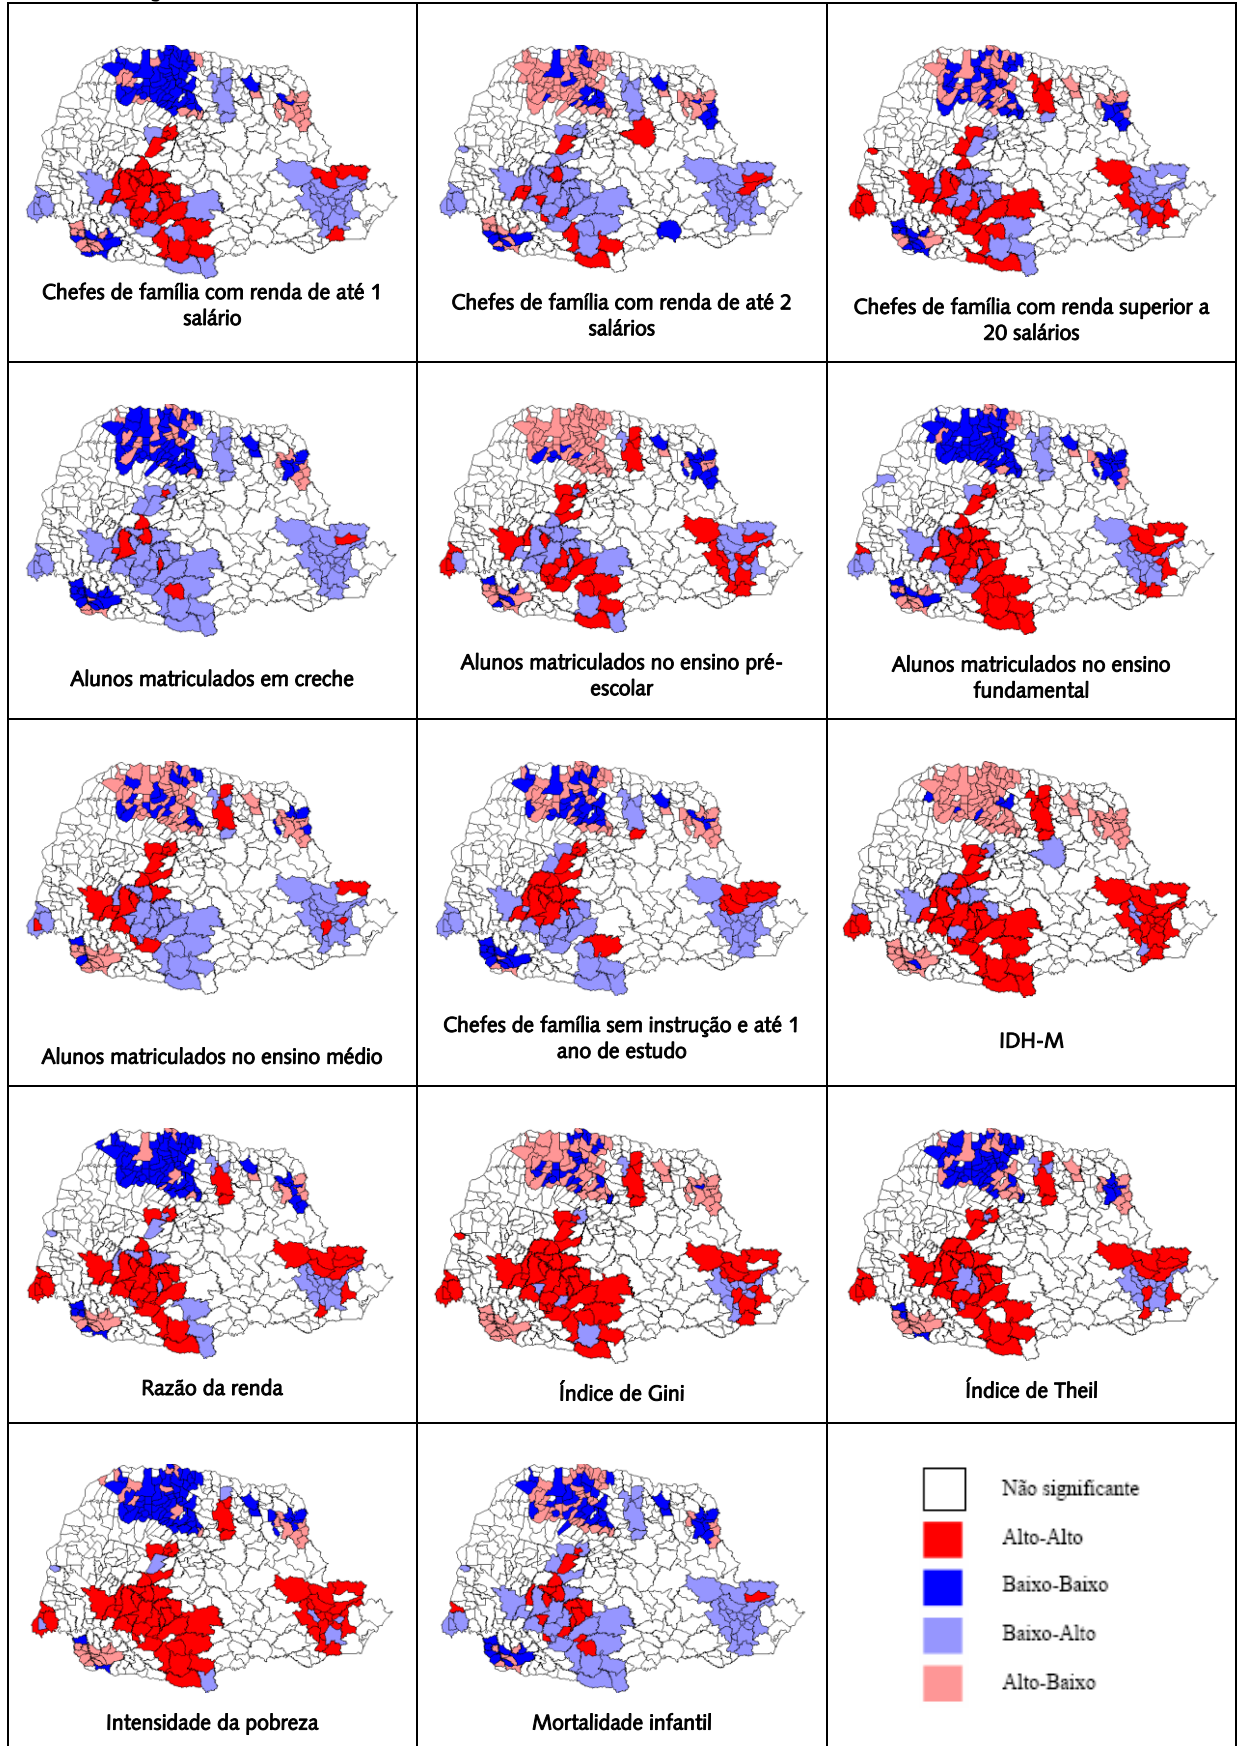 Chefes de família com renda de até 1
salário
Chefes de família com renda de até 2
salários
Chefes de família com renda superior a
20 salários
Alunos matriculados em creche
Alunos matriculados no ensino pré-
escolar
Alunos matriculados no ensino
fundamental
Alunos matriculados no ensino médio
Chefes de família sem instrução e até 1
ano de estudo
IDH-M
Razão da renda
Índice de Gini
Índice de Theil
Intensidade da pobreza
Mortalidade infantil
Não significante
Alto-Alto
Baixo-Baixo
Baixo-Alto
Alto-Baixo